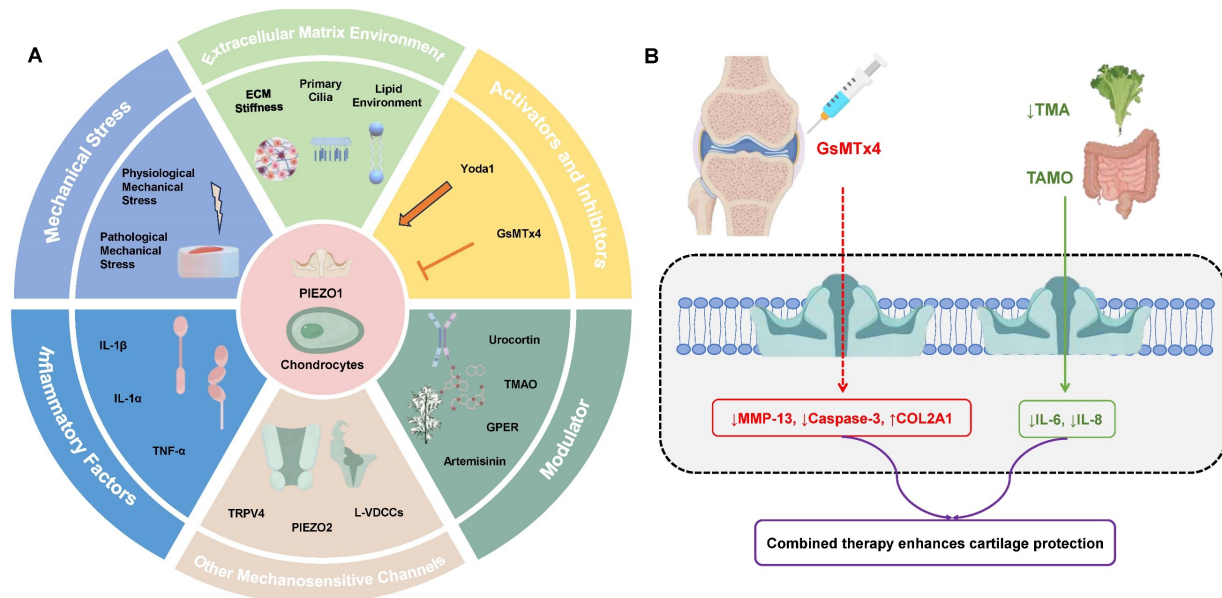 A
Extracellular Matrix Environment
ECM
Stiffness
Primary
Cilia
Lipid
Environment
Activators and Inhibitors
Yoda1
GsMTx4
Mechanical Stress
Physiological
Mechanical
Stress
Pathological
Mechanical
Stress
PIEZO1
Chondrocytes
Inflammatory Factors
IL-1β
IL-1α
TNF-α
Modulator
Urocortin
TMAO
GPER
Artemisinin
TRPV4
PIEZO2
L-VDCCs
Other Mechanosensitive Channels
B
GsMTx4
↓TMA
TAMO
↓MMP-13, ↓Caspase-3, ↑COL2A1
↓IL-6, ↓IL-8
Combined therapy enhances cartilage protection